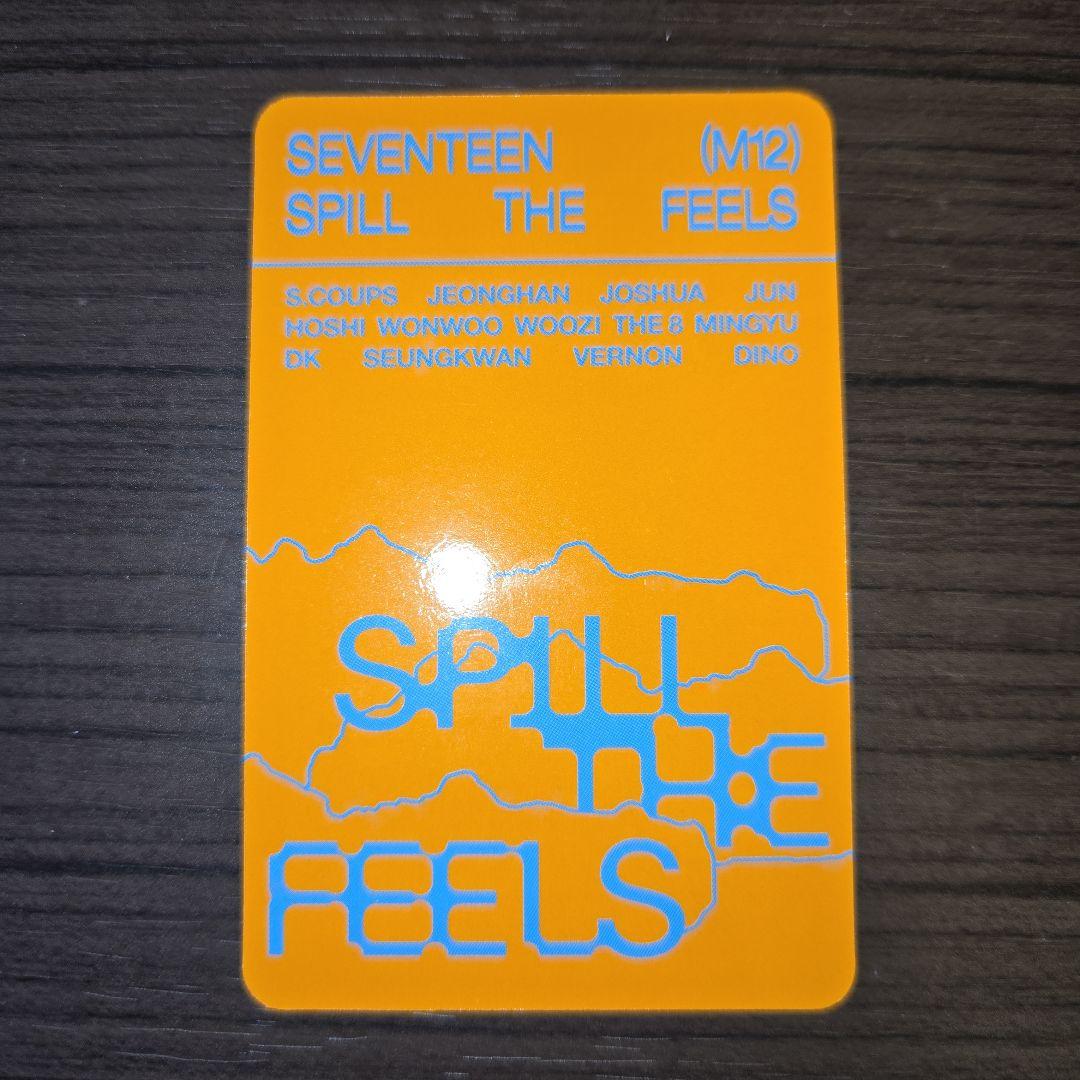 SEVENTEEN (M12)
SPILL THE FEELS
S.COUPS JEONGHAN JOSHUA JUN
HOSHI WONWOO WOOZI THE 8 MINGYU
DK SEUNGKWAN VERNON DINO
SPILL
THE
FEELS